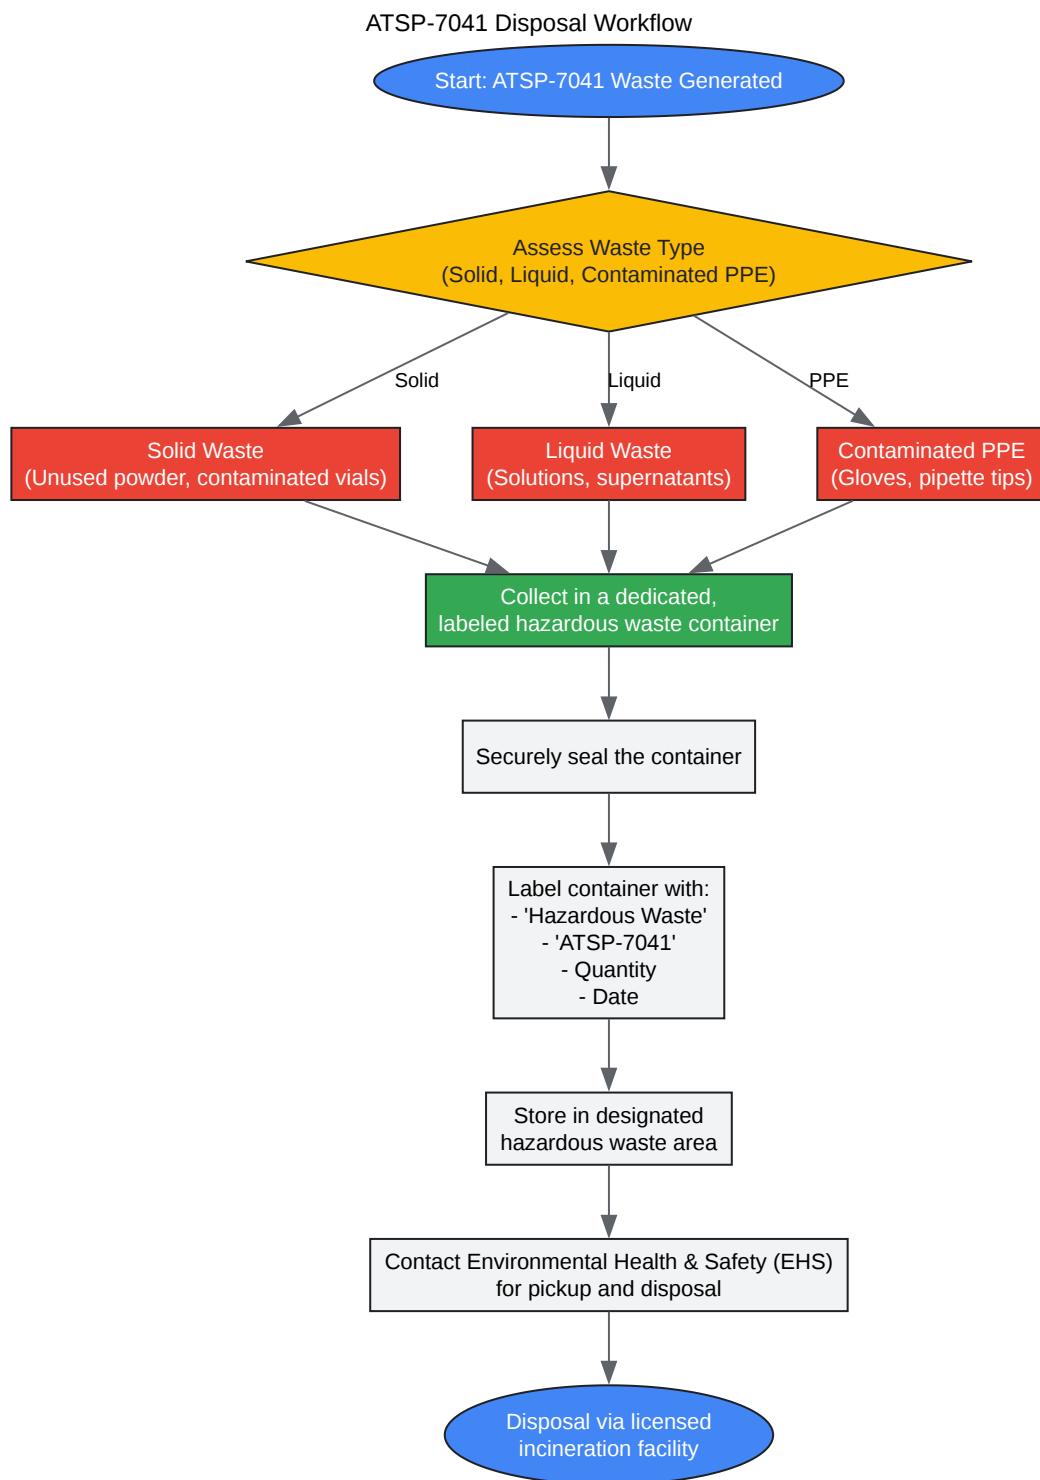 ATSP-7041 Disposal Workflow
Start: ATSP-7041 Waste Generated
Assess Waste Type
(Solid, Liquid, Contaminated PPE)
Solid
Liquid
PPE
Solid Waste
(Unused powder, contaminated vials)
Liquid Waste
(Solutions, supernatants)
Contaminated PPE
(Gloves, pipette tips)
Collect in a dedicated,
labeled hazardous waste container
Securely seal the container
Label container with:
- 'Hazardous Waste'
- 'ATSP-7041'
- Quantity
- Date
Store in designated
hazardous waste area
Contact Environmental Health & Safety (EHS)
for pickup and disposal
Disposal via licensed
incineration facility